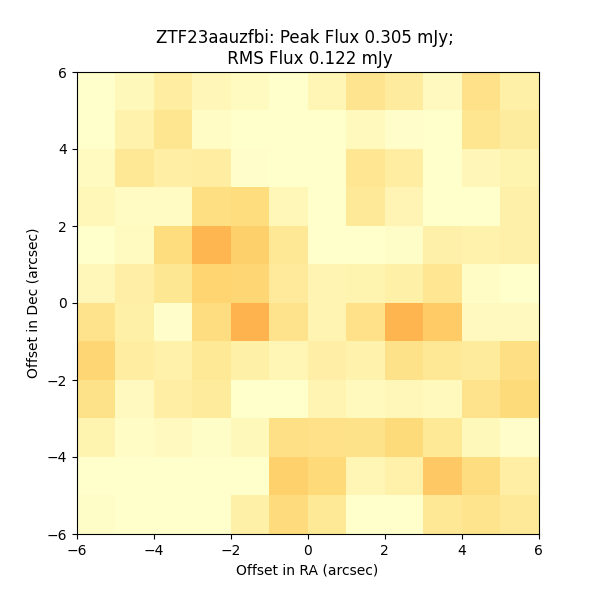 ZTF23aauzfbi: Peak Flux 0.305 mJy;
RMS Flux 0.122 mJy
6
4
2
0
−2
−4
−6
Offset in Dec (arcsec)
−6 −4 −2 0 2 4 6
Offset in RA (arcsec)